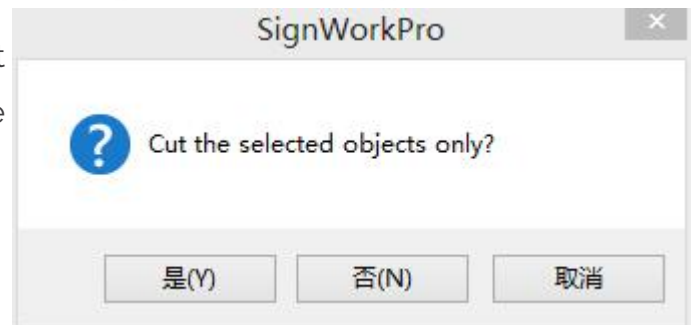 SignWorkPro
Cut the selected objects only?
是(Y) 否(N) 取消